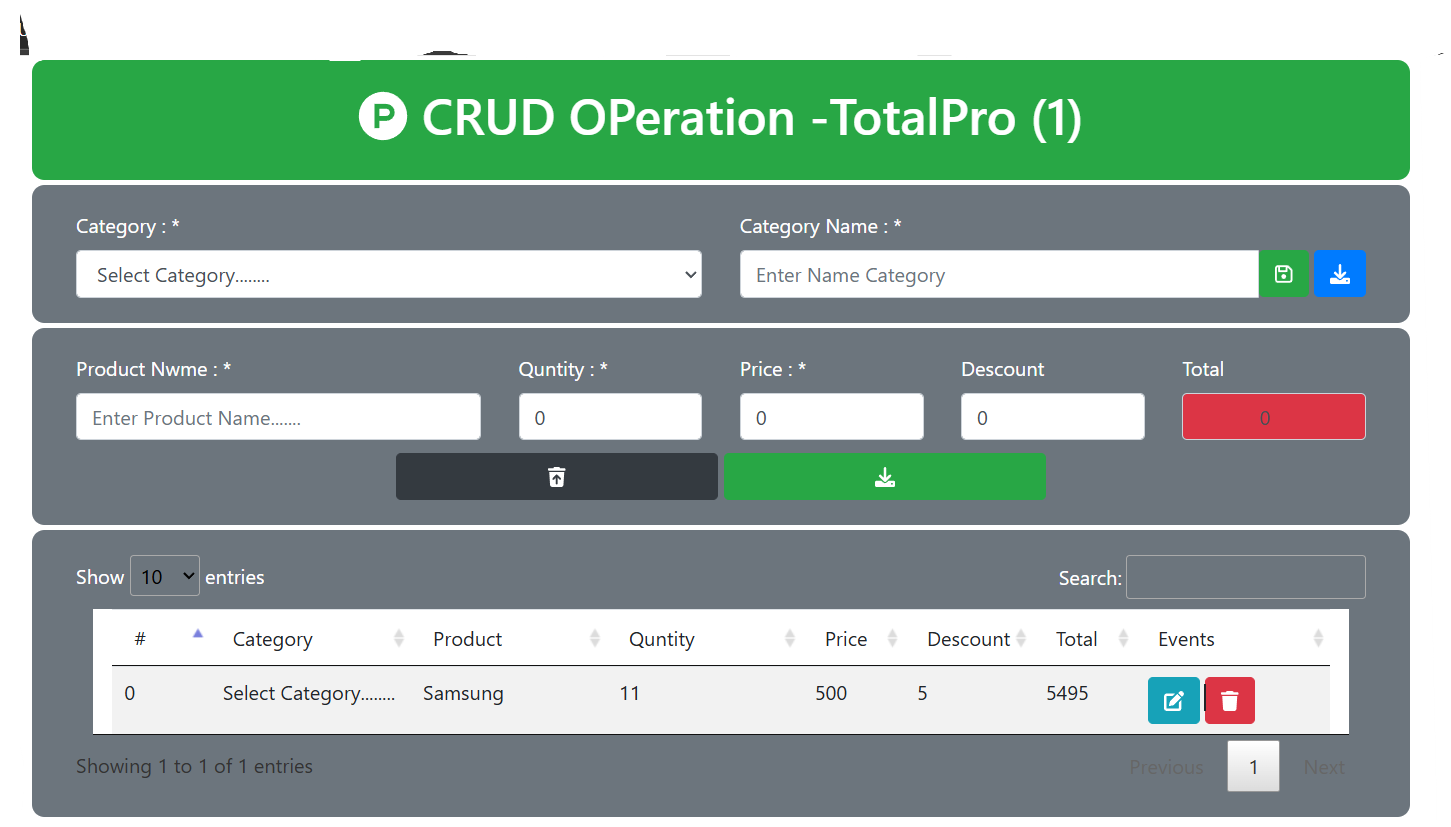 P CRUD OPeration -TotalPro (1)
Category : * Category Name : *
Select Category........ Enter Name Category
Product Nwme : * Quntity : * Price : * Descount Total
Enter Product Name....... 0 0 0 0
Show 10 entries Search:
# Category Product Quntity Price Descount Total Events
0 Select Category........ Samsung 11 500 5 5495
Showing 1 to 1 of 1 entries Previous 1 Next